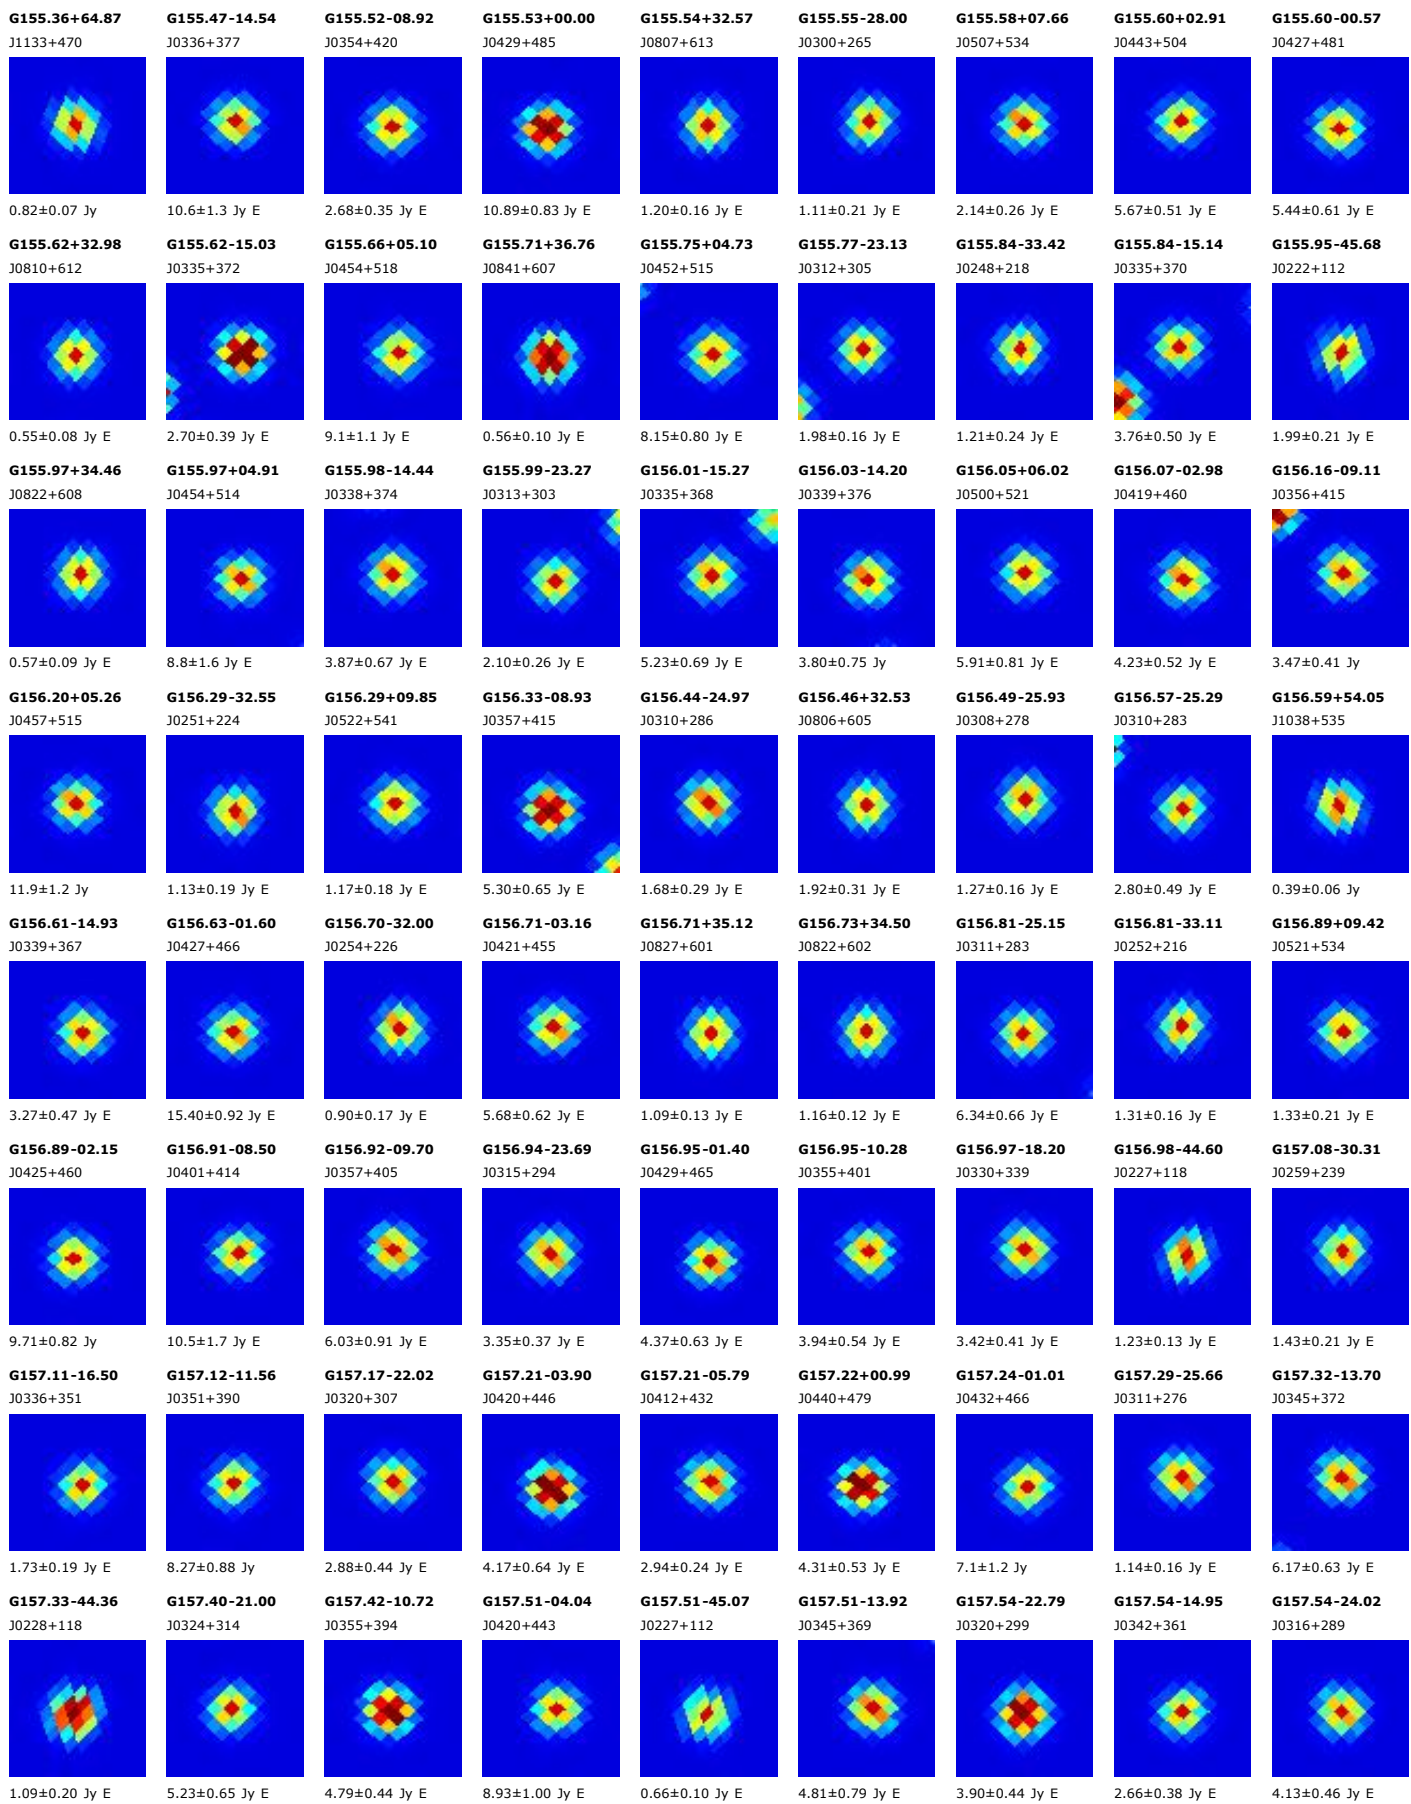 G155.36+64.87 G155.47-14.54 G155.52-08.92 G155.53+00.00 G155.54+32.57 G155.55-28.00 G155.58+07.66 G155.60+02.91 G155.60-00.57
J1133+470 J0336+377 J0354+420 J0429+485 J0807+613 J0300+265 J0507+534 J0443+504 J0427+481
0.82±0.07 Jy 10.6±1.3 Jy E 2.68±0.35 Jy E 10.89±0.83 Jy E 1.20±0.16 Jy E 1.11±0.21 Jy E 2.14±0.26 Jy E 5.67±0.51 Jy E 5.44±0.61 Jy E
G155.62+32.98 G155.62-15.03 G155.66+05.10 G155.71+36.76 G155.75+04.73 G155.77-23.13 G155.84-33.42 G155.84-15.14 G155.95-45.68
J0810+612 J0335+372 J0454+518 J0841+607 J0452+515 J0312+305 J0248+218 J0335+370 J0222+112
0.55±0.08 Jy E 2.70±0.39 Jy E 9.1±1.1 Jy E 0.56±0.10 Jy E 8.15±0.80 Jy E 1.98±0.16 Jy E 1.21±0.24 Jy E 3.76±0.50 Jy E 1.99±0.21 Jy E
G155.97+34.46 G155.97+04.91 G155.98-14.44 G155.99-23.27 G156.01-15.27 G156.03-14.20 G156.05+06.02 G156.07-02.98 G156.16-09.11
J0822+608 J0454+514 J0338+374 J0313+303 J0335+368 J0339+376 J0500+521 J0419+460 J0356+415
0.57±0.09 Jy E 8.8±1.6 Jy E 3.87±0.67 Jy E 2.10±0.26 Jy E 5.23±0.69 Jy E 3.80±0.75 Jy 5.91±0.81 Jy E 4.23±0.52 Jy E 3.47±0.41 Jy
G156.20+05.26 G156.29-32.55 G156.29+09.85 G156.33-08.93 G156.44-24.97 G156.46+32.53 G156.49-25.93 G156.57-25.29 G156.59+54.05
J0457+515 J0251+224 J0522+541 J0357+415 J0310+286 J0806+605 J0308+278 J0310+283 J1038+535
11.9±1.2 Jy 1.13±0.19 Jy E 1.17±0.18 Jy E 5.30±0.65 Jy E 1.68±0.29 Jy E 1.92±0.31 Jy E 1.27±0.16 Jy E 2.80±0.49 Jy E 0.39±0.06 Jy
G156.61-14.93 G156.63-01.60 G156.70-32.00 G156.71-03.16 G156.71+35.12 G156.73+34.50 G156.81-25.15 G156.81-33.11 G156.89+09.42
J0339+367 J0427+466 J0254+226 J0421+455 J0827+601 J0822+602 J0311+283 J0252+216 J0521+534
3.27±0.47 Jy E 15.40±0.92 Jy E 0.90±0.17 Jy E 5.68±0.62 Jy E 1.09±0.13 Jy E 1.16±0.12 Jy E 6.34±0.66 Jy E 1.31±0.16 Jy E 1.33±0.21 Jy E
G156.89-02.15 G156.91-08.50 G156.92-09.70 G156.94-23.69 G156.95-01.40 G156.95-10.28 G156.97-18.20 G156.98-44.60 G157.08-30.31
J0425+460 J0401+414 J0357+405 J0315+294 J0429+465 J0355+401 J0330+339 J0227+118 J0259+239
9.71±0.82 Jy 10.5±1.7 Jy E 6.03±0.91 Jy E 3.35±0.37 Jy E 4.37±0.63 Jy E 3.94±0.54 Jy E 3.42±0.41 Jy E 1.23±0.13 Jy E 1.43±0.21 Jy E
G157.11-16.50 G157.12-11.56 G157.17-22.02 G157.21-03.90 G157.21-05.79 G157.22+00.99 G157.24-01.01 G157.29-25.66 G157.32-13.70
J0336+351 J0351+390 J0320+307 J0420+446 J0412+432 J0440+479 J0432+466 J0311+276 J0345+372
1.73±0.19 Jy E 8.27±0.88 Jy 2.88±0.44 Jy E 4.17±0.64 Jy E 2.94±0.24 Jy E 4.31±0.53 Jy E 7.1±1.2 Jy 1.14±0.16 Jy E 6.17±0.63 Jy E
G157.33-44.36 G157.40-21.00 G157.42-10.72 G157.51-04.04 G157.51-45.07 G157.51-13.92 G157.54-22.79 G157.54-14.95 G157.54-24.02
J0228+118 J0324+314 J0355+394 J0420+443 J0227+112 J0345+369 J0320+299 J0342+361 J0316+289
1.09±0.20 Jy E 5.23±0.65 Jy E 4.79±0.44 Jy E 8.93±1.00 Jy E 0.66±0.10 Jy E 4.81±0.79 Jy E 3.90±0.44 Jy E 2.66±0.38 Jy E 4.13±0.46 Jy E